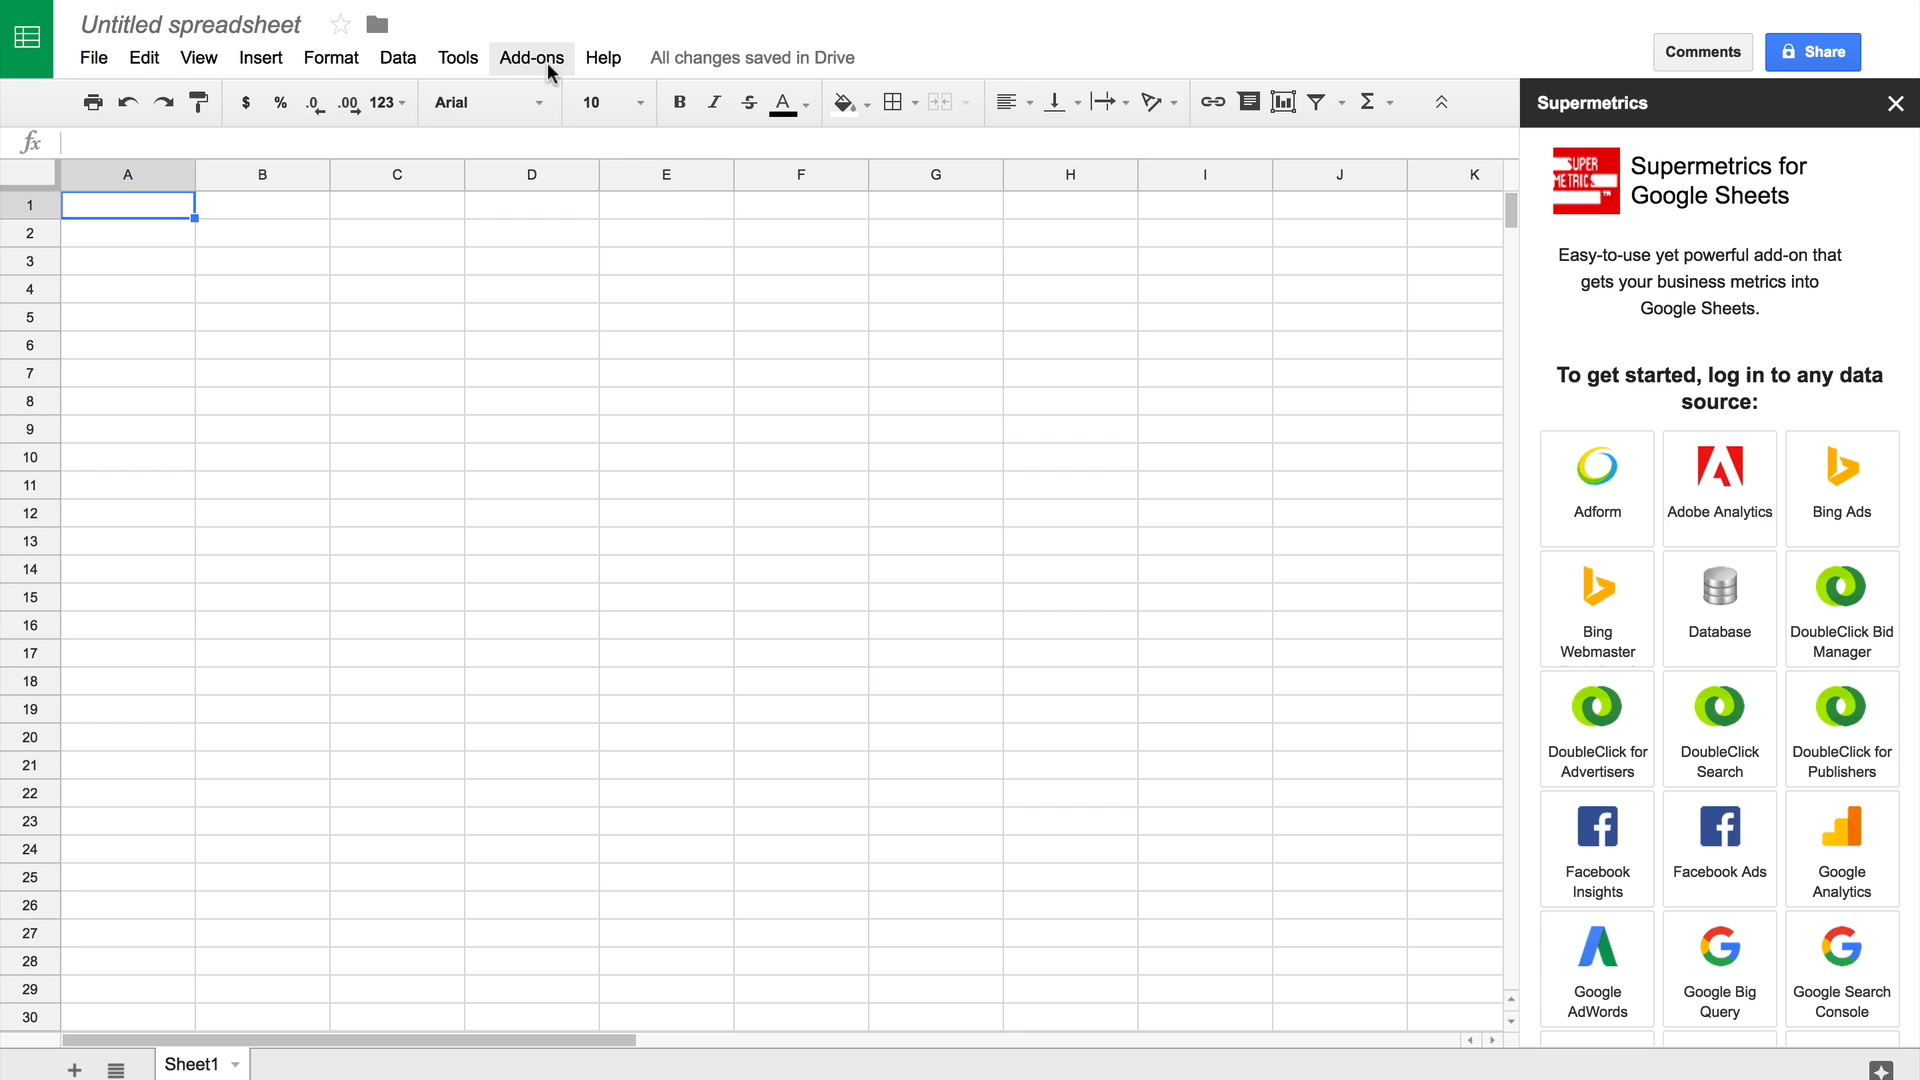 Untitled spreadsheet
File Edit View Insert Format Data Tools Add-ons Help All changes saved in Drive
Comments
Share
$ % .0 .00 123 Arial 10 B I S A
Supermetrics
fx
SUPER
METRICS
TM
Supermetrics for
Google Sheets
A B C D E F G H I J K
Easy-to-use yet powerful add-on that
gets your business metrics into
Google Sheets.
To get started, log in to any data
source:
Adform
Adobe Analytics
Bing Ads
Bing
Webmaster
Database
DoubleClick Bid
Manager
DoubleClick for
Advertisers
DoubleClick
Search
DoubleClick for
Publishers
Facebook
Insights
Facebook Ads
Google
Analytics
Google
AdWords
Google Big
Query
Google Search
Console
1
2
3
4
5
6
7
8
9
10
11
12
13
14
15
16
17
18
19
20
21
22
23
24
25
26
27
28
29
30
Sheet1